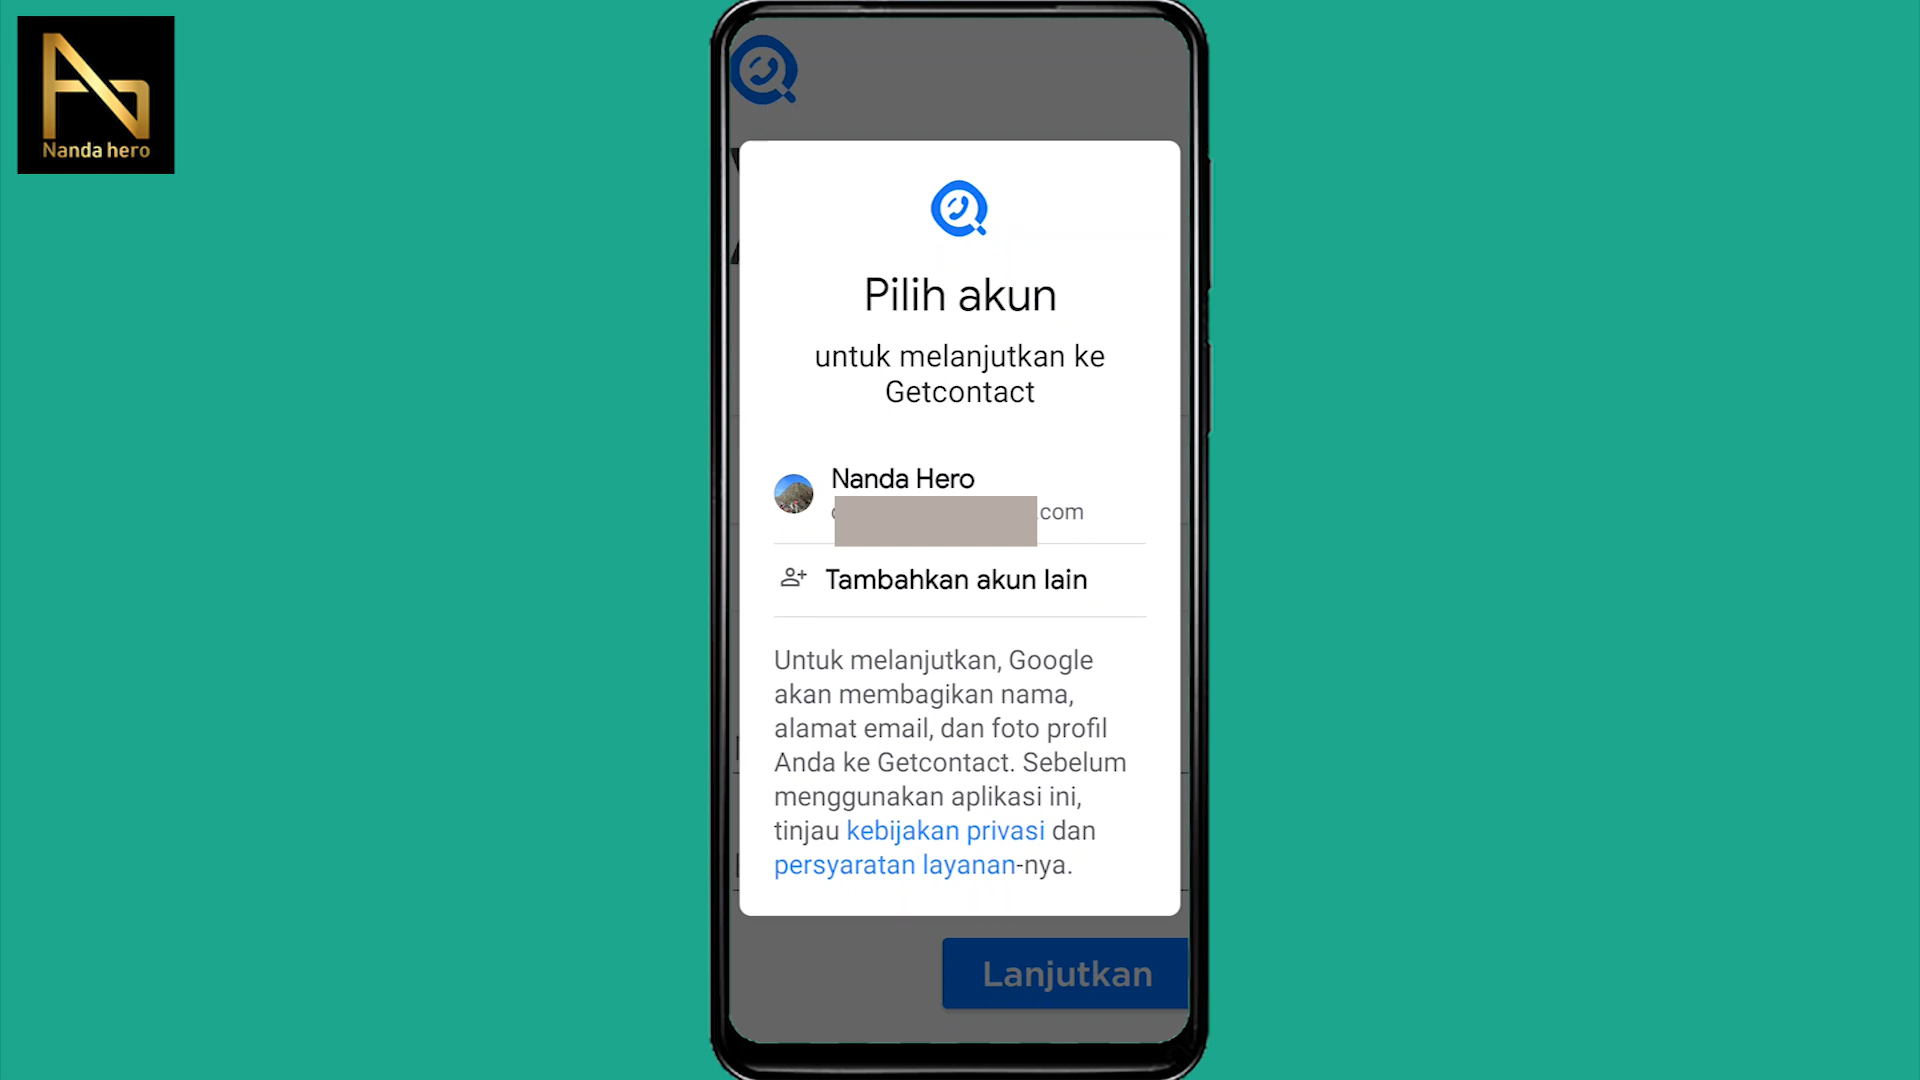 Nanda hero
Pilih akun
untuk melanjutkan ke
Getcontact
Nanda Hero
.com
Tambahkan akun lain
Untuk melanjutkan, Google
akan membagikan nama,
alamat email, dan foto profil
Anda ke Getcontact. Sebelum
menggunakan aplikasi ini,
tinjau kebijakan privasi dan
persyaratan layanan-nya.
Lanjutkan